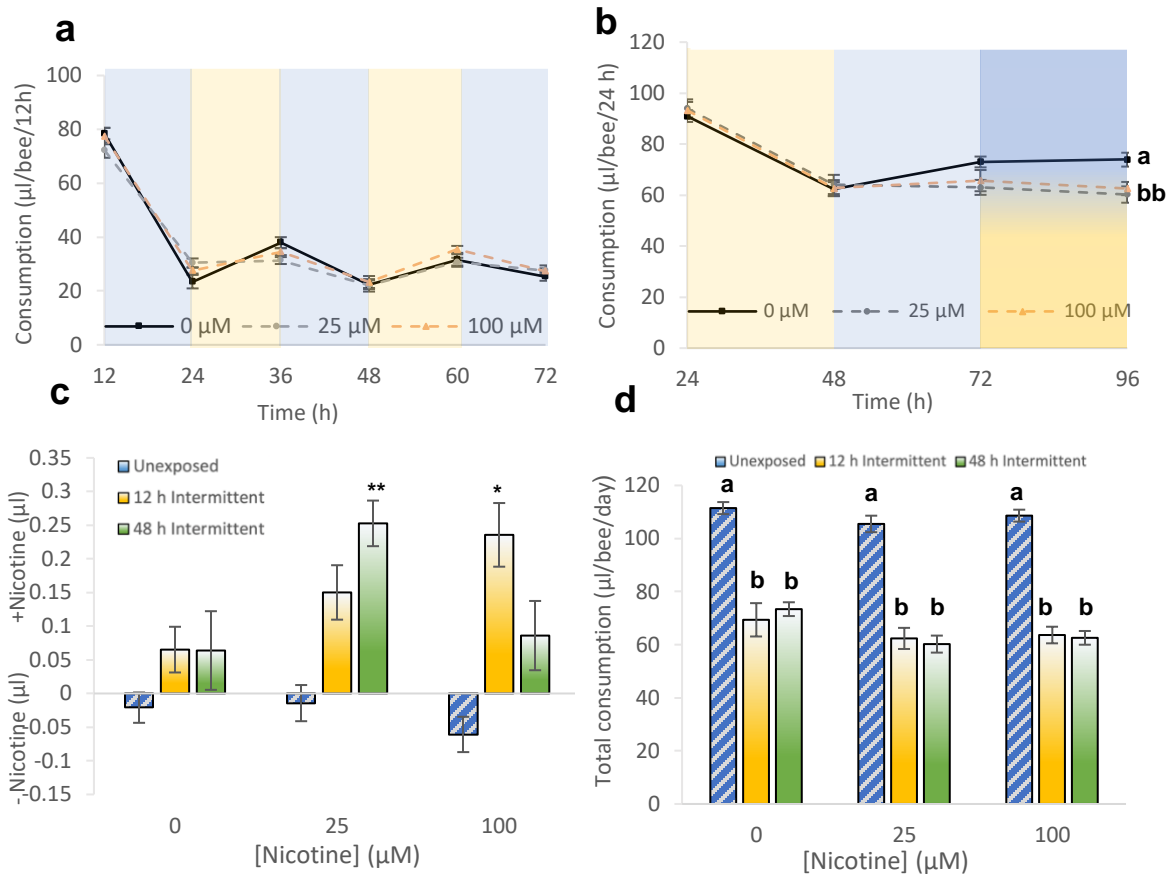 a
Consumption (µl/bee/12h)
100
80
60
40
20
0
0 µM 25 µM 100 µM
12 24 36 48 60 72
Time (h)
b
Consumption (µl/bee/24 h)
120
100
80
60
40
20
0
a
bb
0 µM 25 µM 100 µM
24 48 72 96
Time (h)
c
-.Nicotine (µl) +Nicotine (µl)
0.35
0.3
0.25
0.2
0.15
0.1
0.05
0
-0.05
-0.1
-0.15
Unexposed
12 h Intermittent
48 h Intermittent
** *
0 25 100
[Nicotine] (µM)
d
Total consumption (µl/bee/day)
Unexposed 12 h Intermittent 48 h Intermittent
120
100
80
60
40
20
0
a a a
b b b b b b
0 25 100
[Nicotine] (µM)